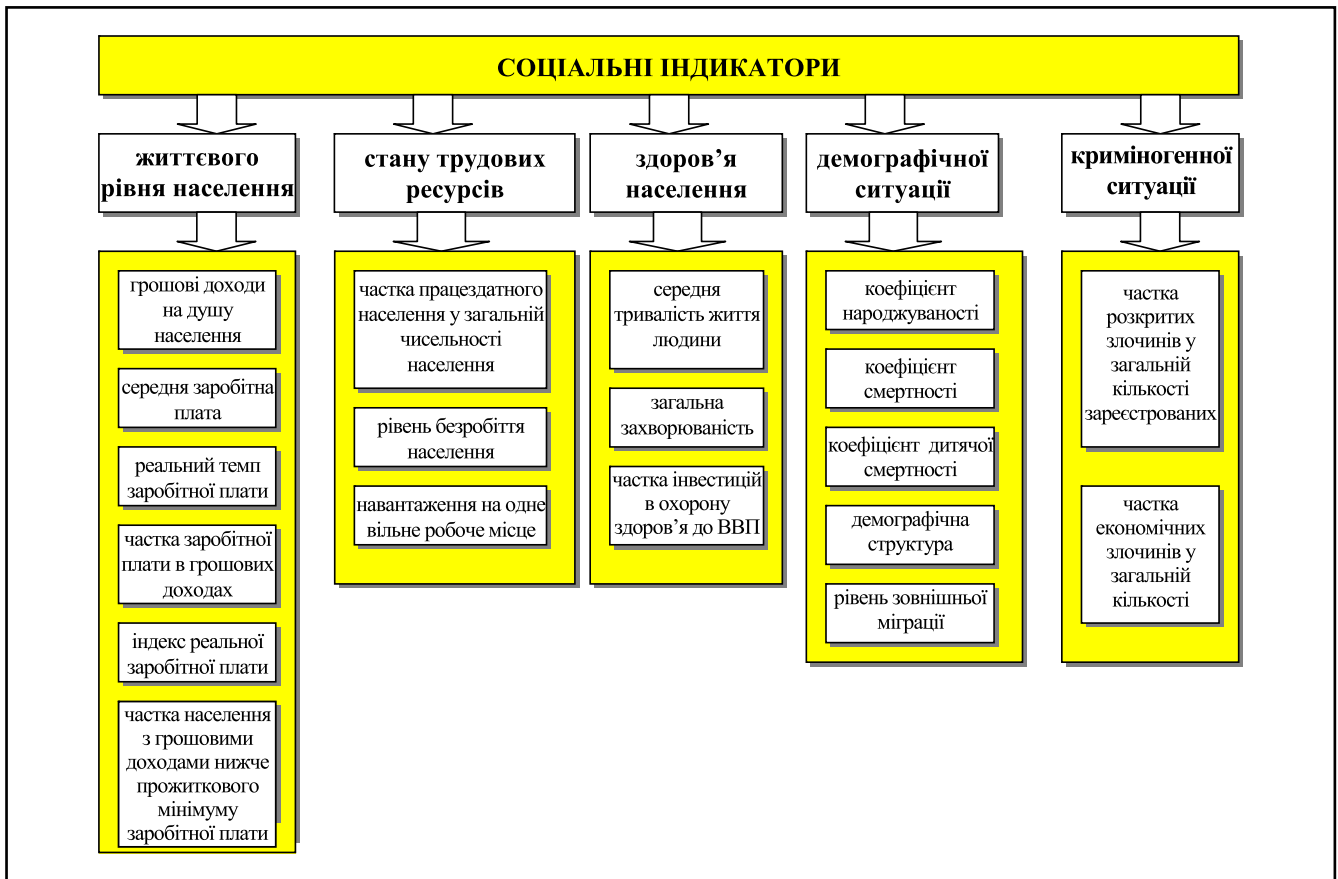 СОЦІАЛЬНІ ІНДИКАТОРИ
життєвого
рівня населення
стану трудових
ресурсів
здоров’я
населення
демографічної
ситуації
криміногенної
ситуації
грошові доходи
на душу
населення
середня заробітна
плата
реальний темп
заробітної плати
частка заробітної
плати в грошових
доходах
індекс реальної
заробітної плати
частка населення
з грошовими
доходами нижче
прожиткового
мінімуму
заробітної плати
частка працездатного
населення у загальній
чисельності
населення
рівень безробіття
населення
навантаження на одне
вільне робоче місце
середня
тривалість життя
людини
загальна
захворюваність
частка інвестицій
в охорону
здоров’я до ВВП
коефіцієнт
народжуваності
коефіцієнт
смертності
коефіцієнт дитячої
смертності
демографічна
структура
рівень зовнішньої
міграції
частка
розкритих
злочинів у
загальній
кількості
зареєстрованих
частка
економічних
злочинів у
загальній
кількості